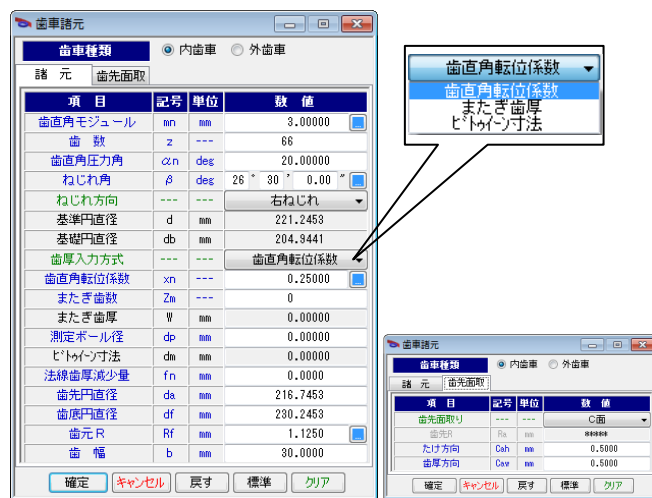 歯車諸元
歯車種類 内歯車 外歯車
諸 元 歯先面取
項 目 記号 単位 数 値
歯直角モジュール mn mm 3.00000
歯 数 z --- 66
歯直角圧力角 αn deg 20.00000
ねじれ角 β deg 26 ° 30 ' 0.00 "
ねじれ方向 --- --- 右ねじれ
基準円直径 d mm 221.2453
基礎円直径 db mm 204.9441
歯厚入力方式 --- --- 歯直角転位係数
歯直角転位係数 xn --- 0.25000
またぎ歯数 Zm --- 0
またぎ歯厚 W mm 0.00000
測定ボール径 dp mm 0.00000
ビトゥイーン寸法 dm mm 0.00000
法線歯厚減少量 fn mm 0.0000
歯先円直径 da mm 216.7453
歯底円直径 df mm 230.2453
歯元R Rf mm 1.1250
歯 幅 b mm 30.0000
確定 キャンセル 戻す 標準 クリア
歯直角転位係数
歯直角転位係数
またぎ歯厚
ビトゥイーン寸法
歯車諸元
歯車種類 内歯車 外歯車
諸 元 歯先面取
項 目 記号 単位 数 値
歯先面取り --- --- C面
歯先R Ra mm *****
たけ方向 Cah mm 0.5000
歯厚方向 Caw mm 0.5000
確定 キャンセル 戻す 標準 クリア